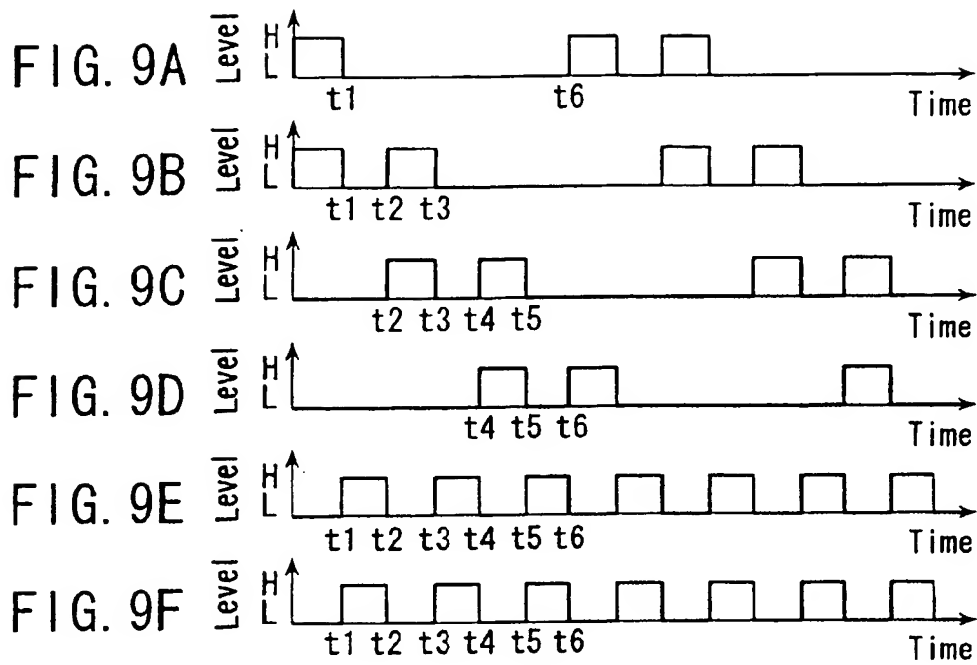 FIG. 9A Level H L t1 t6 Time
FIG. 9B Level H L t1 t2 t3 Time
FIG. 9C Level H L t2 t3 t4 t5 Time
FIG. 9D Level H L t4 t5 t6 Time
FIG. 9E Level H L t1 t2 t3 t4 t5 t6 Time
FIG. 9F Level H L t1 t2 t3 t4 t5 t6 Time